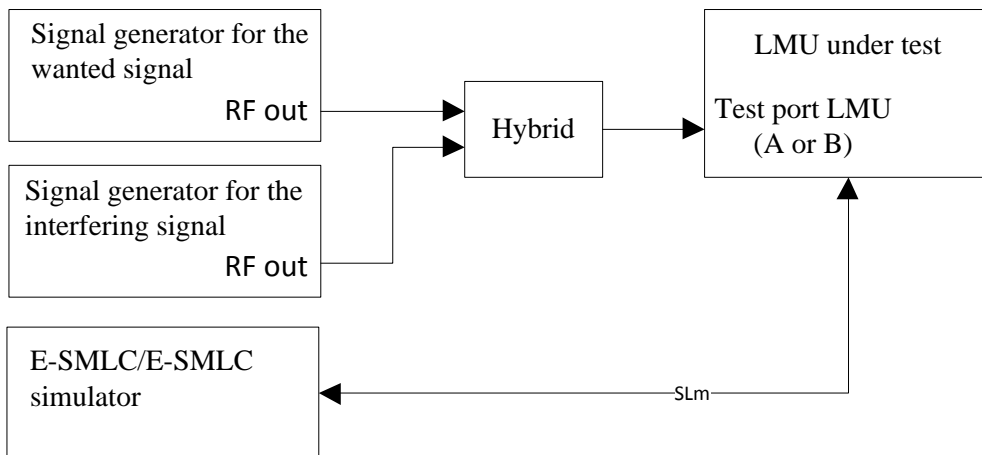 Signal generator for the
wanted signal
RF out
Signal generator for the
interfering signal
RF out
Hybrid
LMU under test
Test port LMU
(A or B)
E-SMLC/E-SMLC
simulator
SLm